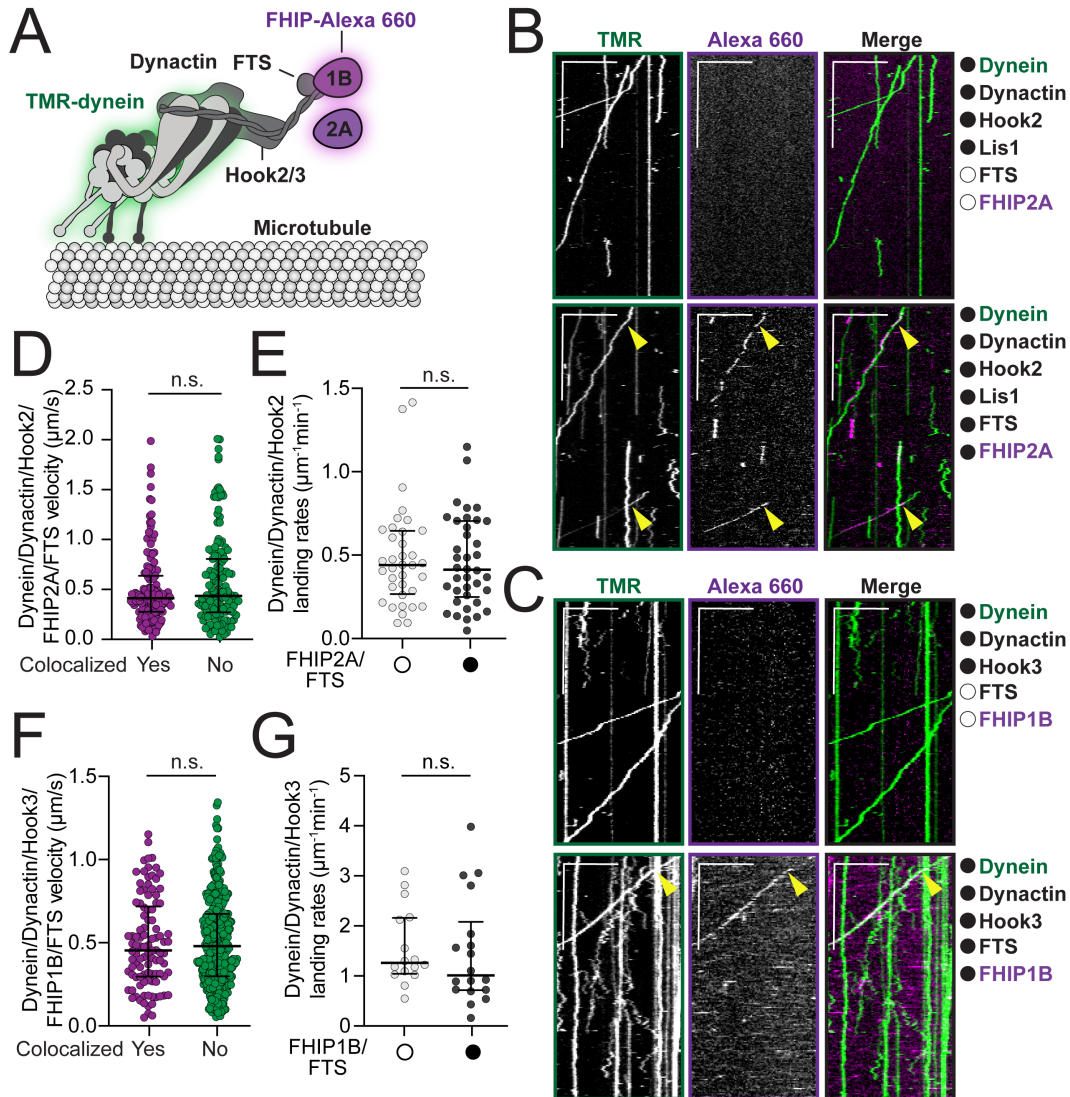 A
FHIP-Alexa 660
Dynactin
FTS
1B
TMR-dynein
2A
Hook2/3
Microtubule
B
TMR
Alexa 660
Merge
Dynein
Dynactin
Hook2
Lis1
FTS
FHIP2A
Dynein
Dynactin
Hook2
Lis1
FTS
FHIP2A
C
TMR
Alexa 660
Merge
Dynein
Dynactin
Hook3
FTS
FHIP1B
Dynein
Dynactin
Hook3
FTS
FHIP1B
D
Dynein/Dynactin/Hook2/
FHIP2A/FTS velocity (μm/s)
2.5
2.0
1.5
1.0
0.5
0.0
n.s.
Colocalized Yes No
E
Dynein/Dynactin/Hook2
landing rates (μm⁻¹min⁻¹)
1.5
1.0
0.5
0.0
n.s.
FHIP2A/
FTS
F
Dynein/Dynactin/Hook3/
FHIP1B/FTS velocity (μm/s)
1.5
1.0
0.5
0.0
n.s.
Colocalized Yes No
G
Dynein/Dynactin/Hook3
landing rates (μm⁻¹min⁻¹)
5
4
3
2
1
0
n.s.
FHIP1B/
FTS